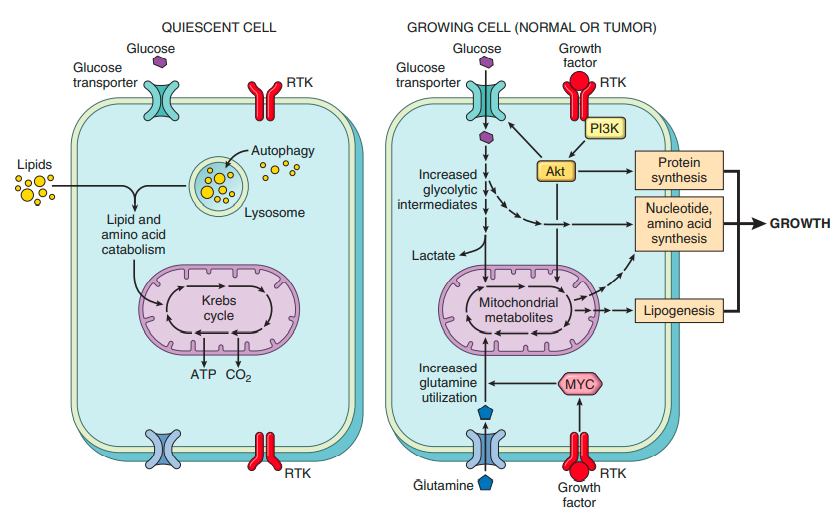 QUIESCENT CELL
Glucose
Glucose
transporter
RTK
Lipids
Autophagy
Lysosome
Lipid and
amino acid
catabolism
Krebs
cycle
ATP CO2
RTK
GROWING CELL (NORMAL OR TUMOR)
Glucose
Growth
factor
Glucose
transporter
RTK
PI3K
Akt
Increased
glycolytic
intermediates
Lactate
Protein
synthesis
Nucleotide,
amino acid
synthesis
GROWTH
Mitochondrial
metabolites
Lipogenesis
Increased
glutamine
utilization
MYC
Glutamine
RTK
Growth
factor